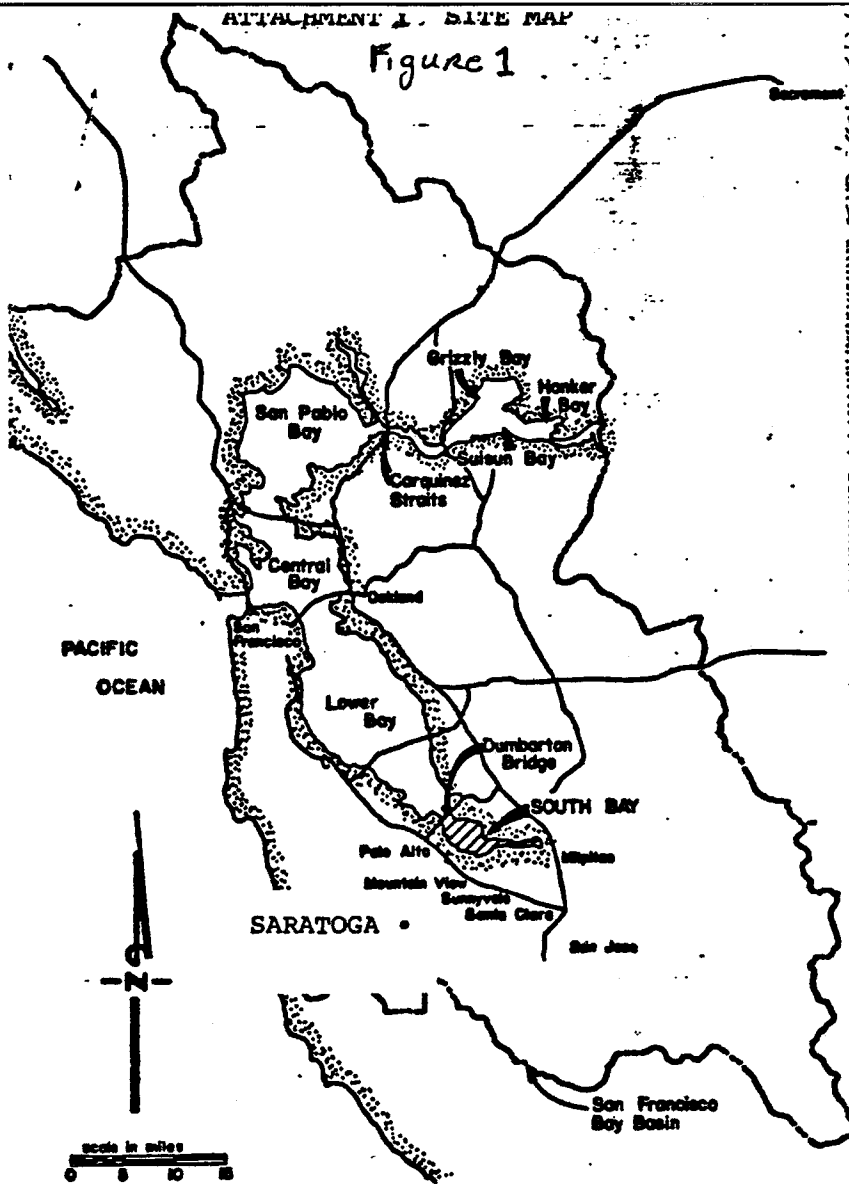 ATTACHMENT 1. SITE MAP
Figure 1
Sacrament
Grizzly Bay
Honker
Bay
San Pablo
Bay
Suisun Bay
Carquinez
Straits
Central
Bay
Oakland
San
Francisco
PACIFIC
OCEAN
Lower
Bay
Dumbarton
Bridge
SOUTH BAY
Palo Alto
Milpitas
Mountain View
Sunnyvale
Santa Clara
SARATOGA
San Jose
N
San Francisco
Bay Basin
scale in miles
0 5 10 15